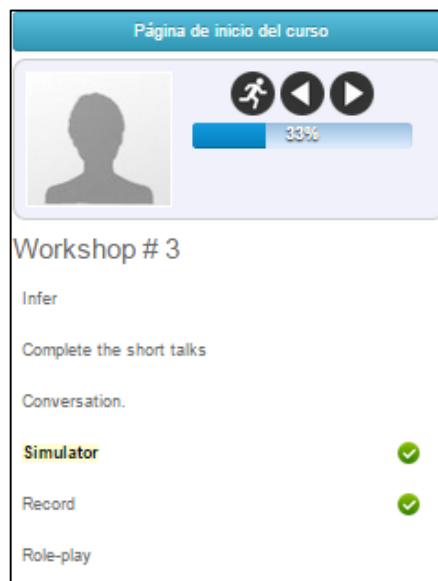 Página de inicio del curso
33%
Workshop # 3
Infer
Complete the short talks
Conversation.
Simulator
Record
Role-play